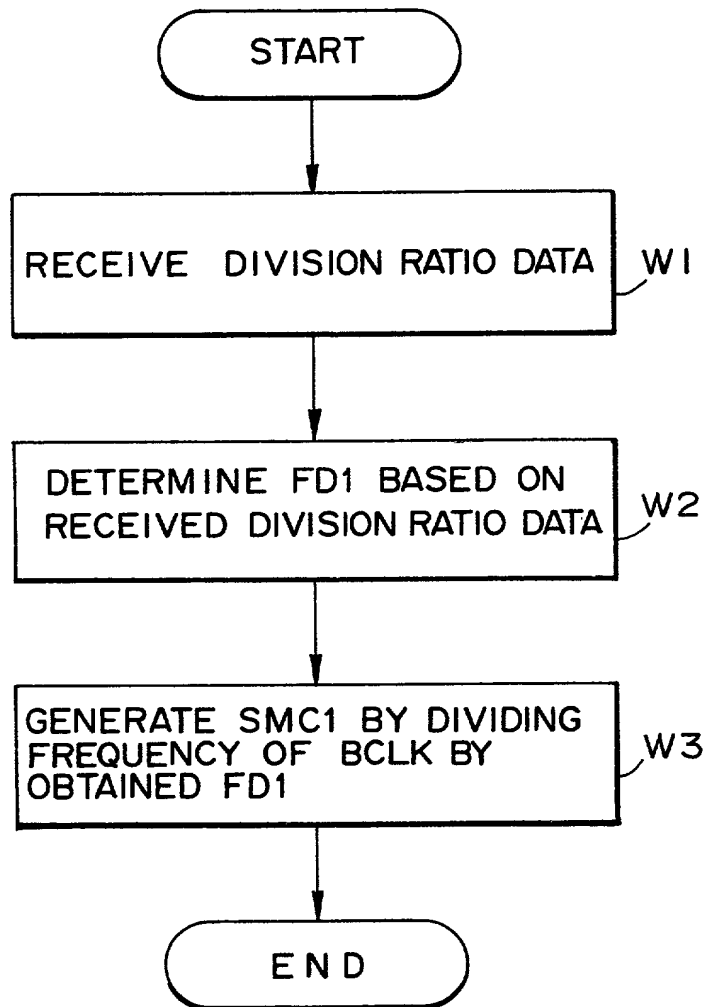 START
RECEIVE DIVISION RATIO DATA
W1
DETERMINE FD1 BASED ON
RECEIVED DIVISION RATIO DATA
W2
GENERATE SMC1 BY DIVIDING
FREQUENCY OF BCLK BY
OBTAINED FD1
W3
END